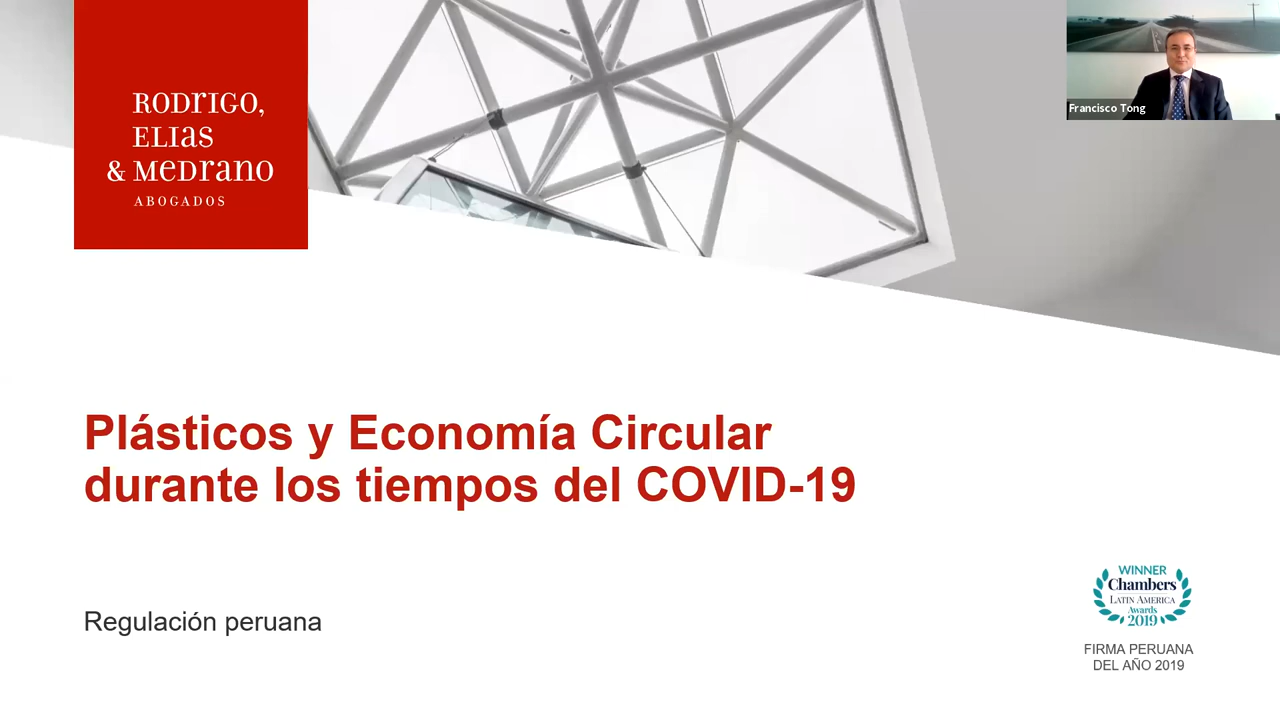 Rodrigo,
Elias
& Medrano
ABOGADOS
Francisco Tong
Plásticos y Economía Circular
durante los tiempos del COVID-19
Regulación peruana
WINNER
Chambers
LATIN AMERICA
Awards
2019
FIRMA PERUANA
DEL AÑO 2019